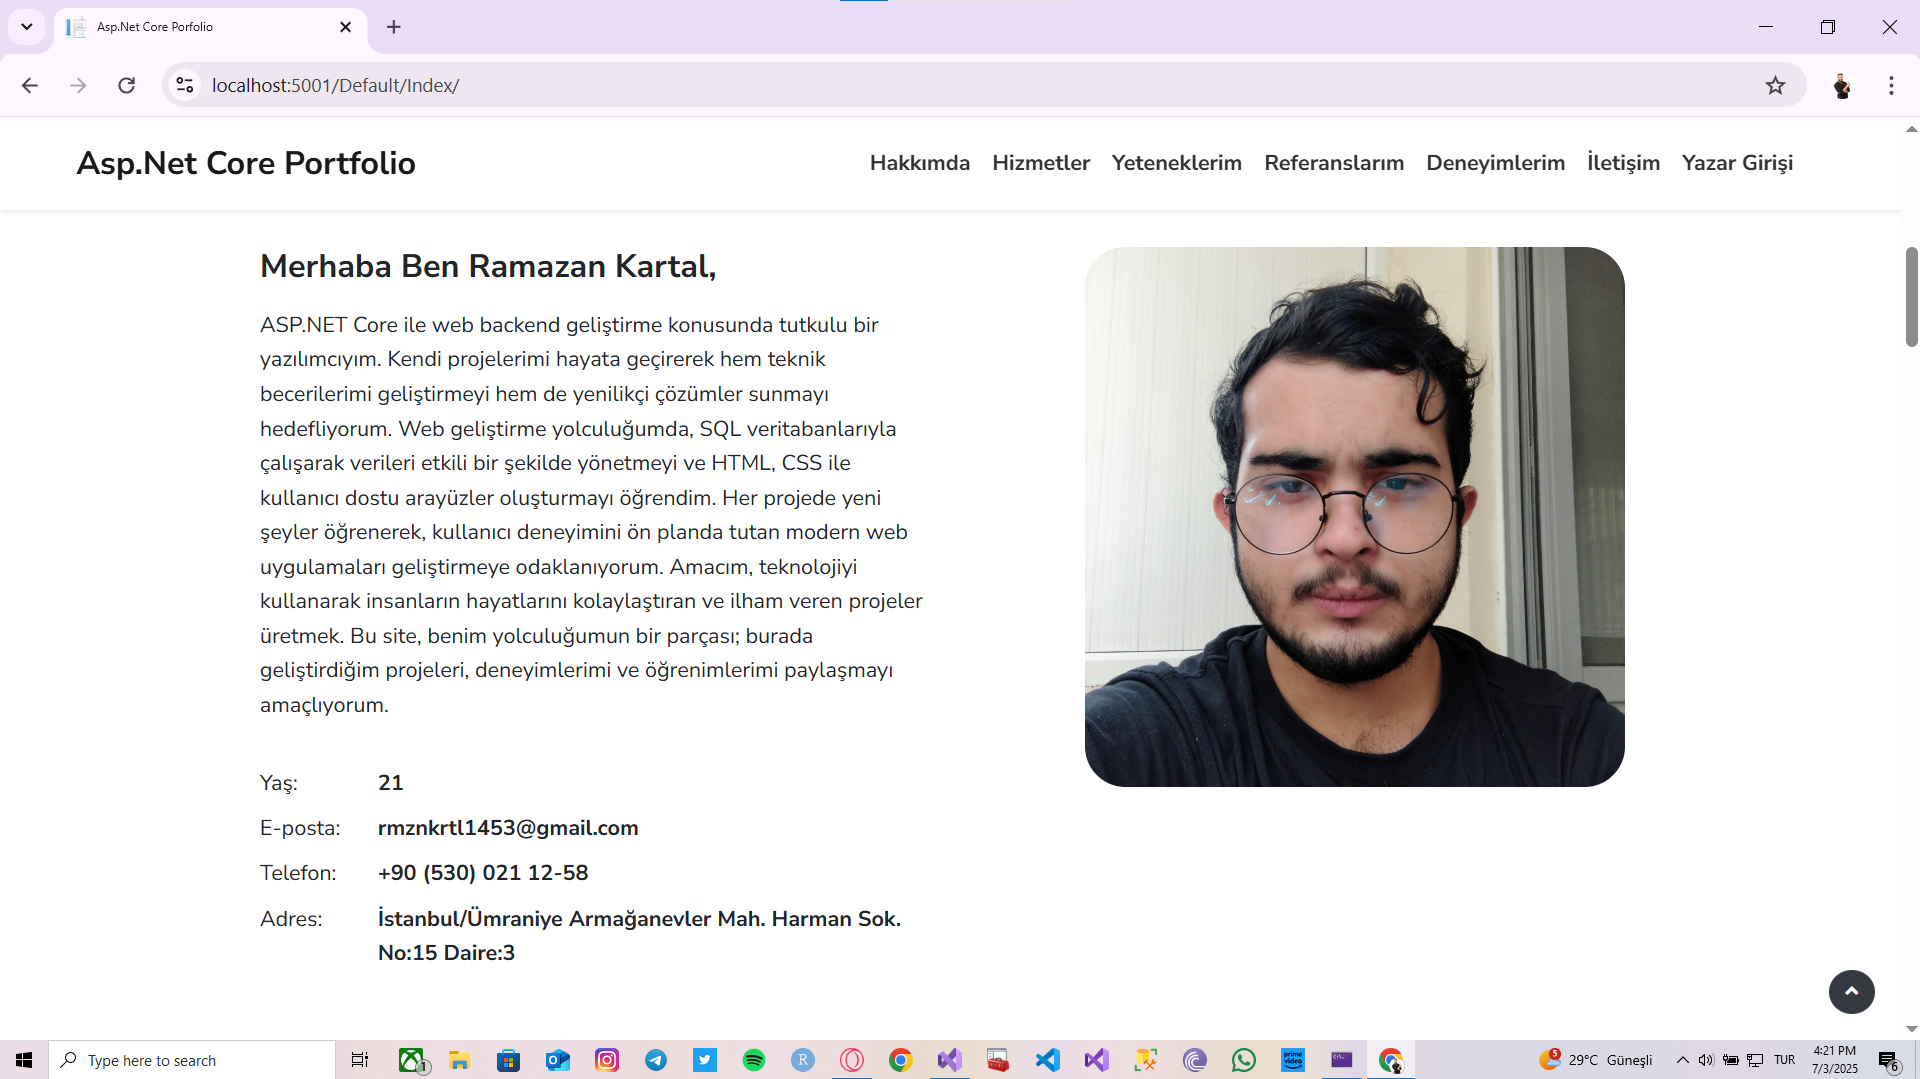 Asp.Net Core Porfolio
localhost:5001/Default/Index/
Asp.Net Core Portfolio
Hakkımda Hizmetler Yeteneklerim Referanslarım Deneyimlerim İletişim Yazar Girişi
Merhaba Ben Ramazan Kartal,
ASP.NET Core ile web backend geliştirme konusunda tutkulu bir
yazılımcıyım. Kendi projelerimi hayata geçirerek hem teknik
becerilerimi geliştirmeyi hem de yenilikçi çözümler sunmayı
hedefliyorum. Web geliştirme yolculuğumda, SQL veritabanlarıyla
çalışarak verileri etkili bir şekilde yönetmeyi ve HTML, CSS ile
kullanıcı dostu arayüzler oluşturmayı öğrendim. Her projede yeni
şeyler öğrenerek, kullanıcı deneyimini ön planda tutan modern web
uygulamaları geliştirmeye odaklanıyorum. Amacım, teknolojiyi
kullanarak insanların hayatlarını kolaylaştıran ve ilham veren projeler
üretmek. Bu site, benim yolculuğumun bir parçası; burada
geliştirdiğim projeleri, deneyimlerimi ve öğrenimlerimi paylaşmayı
amaçlıyorum.
Yaş: 21
E-posta: rmznkrtl1453@gmail.com
Telefon: +90 (530) 021 12-58
Adres: İstanbul/Ümraniye Armağanevler Mah. Harman Sok.
No:15 Daire:3
Type here to search
1
R
prime video
5
29°C Güneşli
TUR
4:21 PM
7/3/2025
6